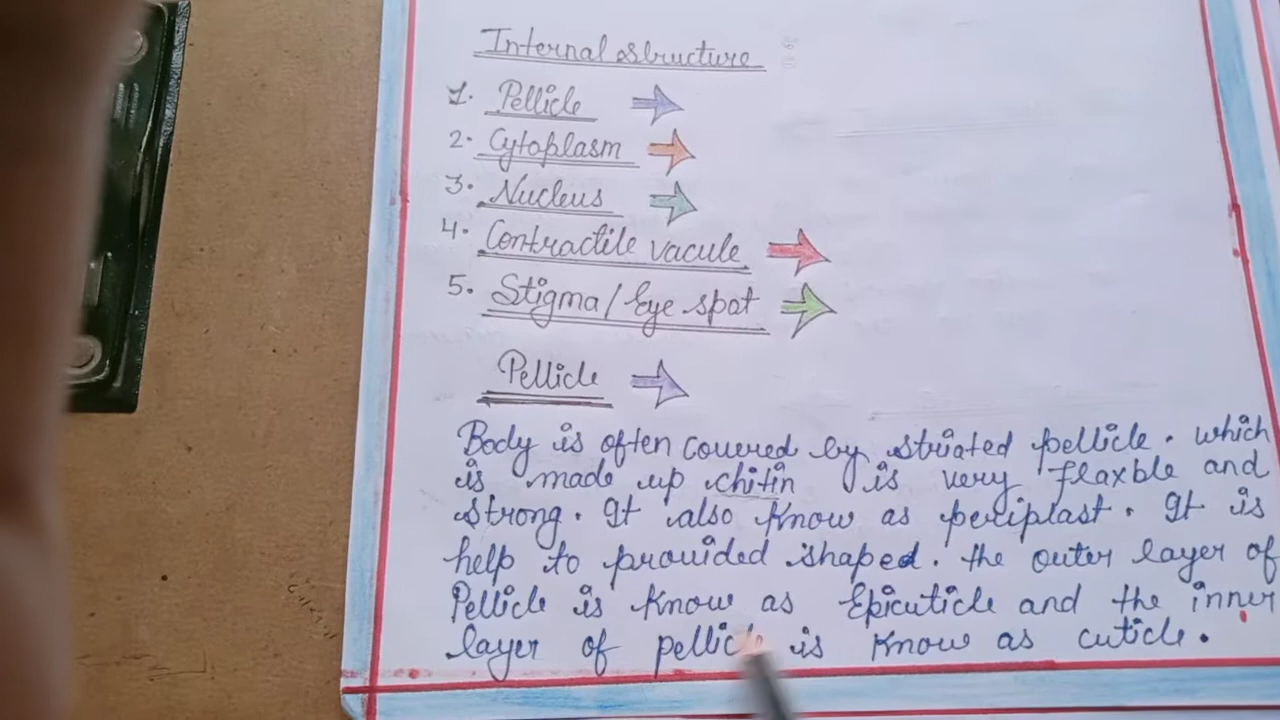 Internal structure
1. Pellicle
2. Cytoplasm
3. Nucleus
4. Contractile vacule
5. Stigma/Eye spot
Pellicle
Body is often covered by striated pellicle. which
is made up chitin is very flaxble and
strong. It also Know as periplast. It is
help to provided shaped. the outer layer of
Pellicle is Know as Epicuticle and the inner
layer of pellicle is Know as cuticle.